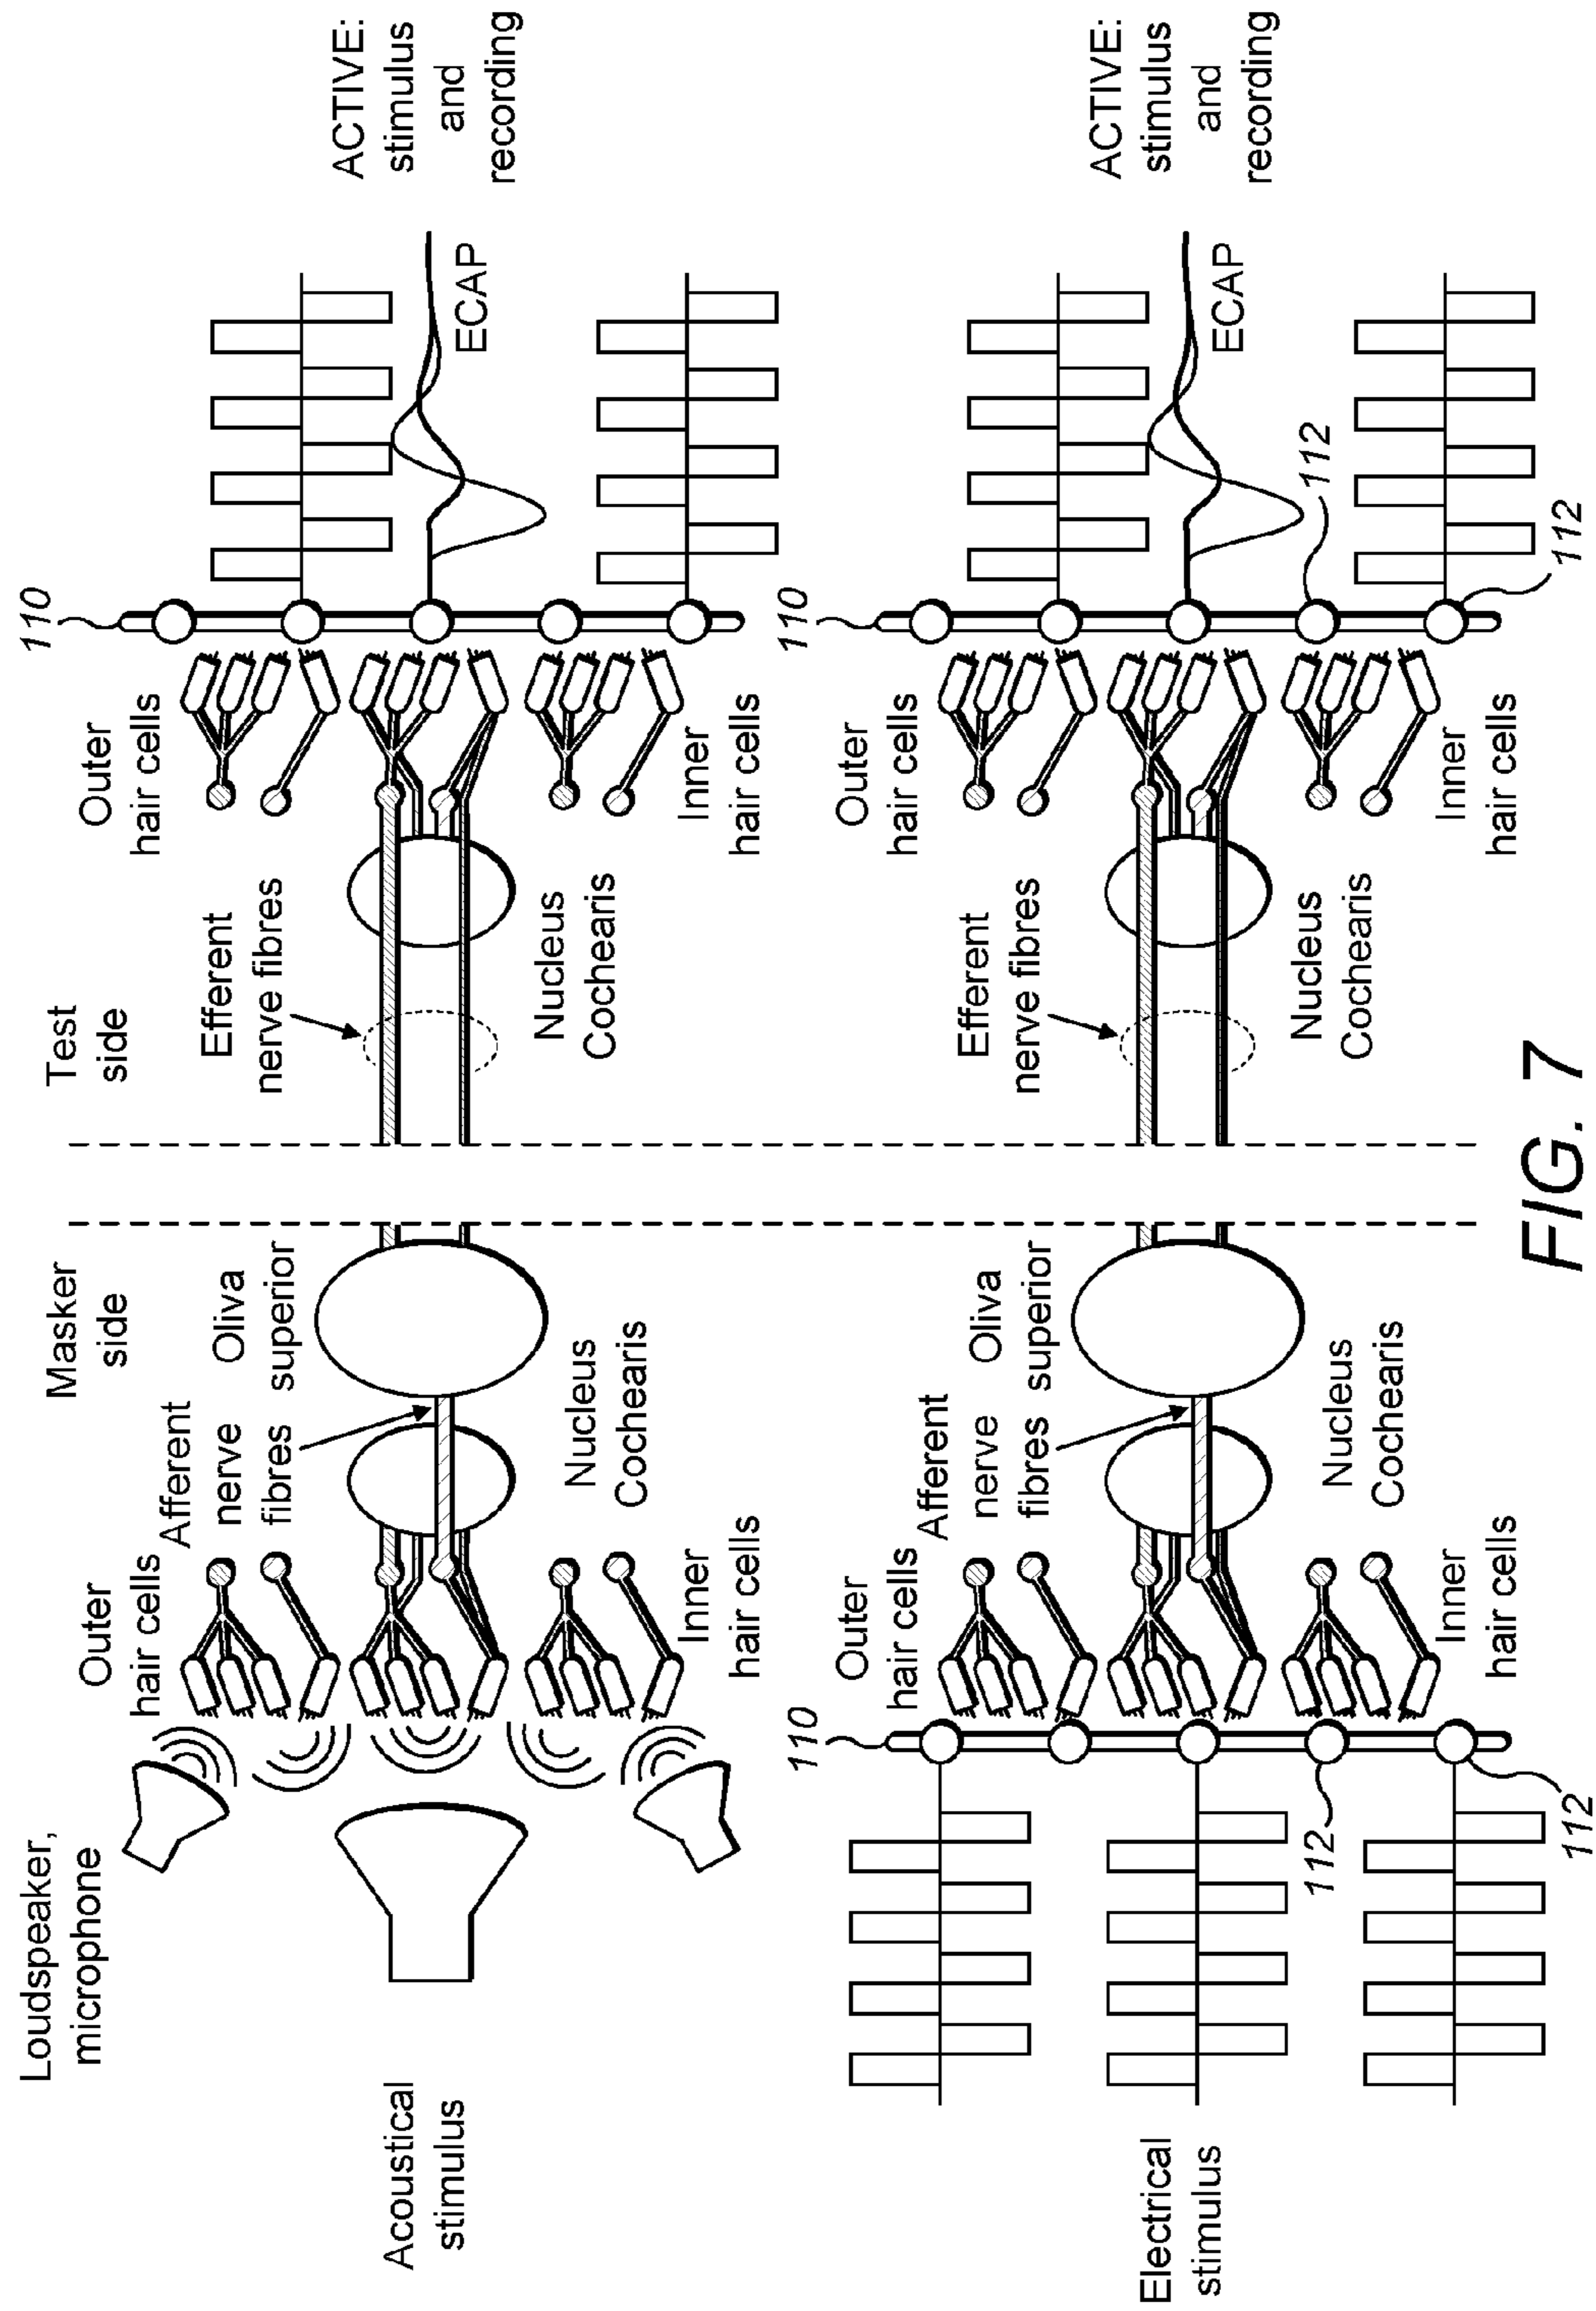 Loudspeaker,
microphone
Acoustical
stimulus
Masker
side
Outer
hair cells
Afferent
nerve
fibres
Oliva
superior
Nucleus
Cochearis
Inner
hair cells
Test
side
Efferent
nerve fibres
Nucleus
Cochearis
Outer
hair cells
Inner
hair cells
110
ECAP
ACTIVE:
stimulus
and
recording
Electrical
stimulus
110
112
112
Outer
hair cells
Afferent
nerve
fibres
Oliva
superior
Nucleus
Cochearis
Inner
hair cells
Efferent
nerve fibres
Nucleus
Cochearis
Outer
hair cells
Inner
hair cells
110
112
112
ECAP
ACTIVE:
stimulus
and
recording
FIG. 7